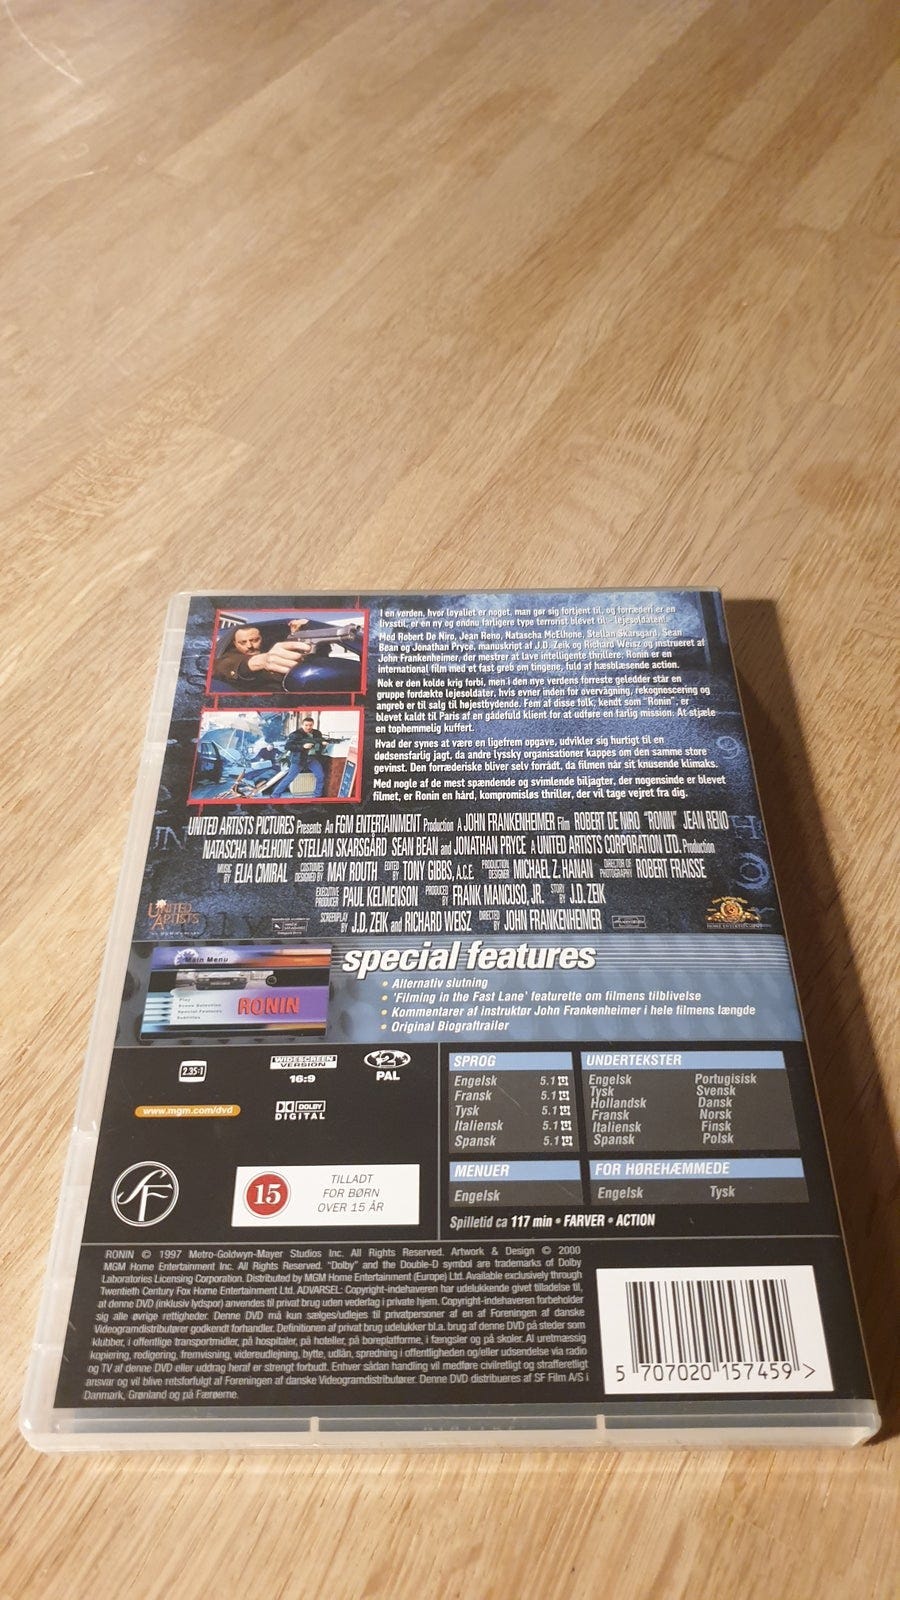 I en verden, hvor loyaliet er noget, man gør sig fortjent til, og forræderi er en
livsstil, er en ny og endnu farligere type terrorist blevet til - lejesoldaten!
Med Robert De Niro, Jean Reno, Natascha McElhone, Stellan Skarsgård, Sean
Bean og Jonathan Pryce, manuskript af J.D. Zeik og Richard Weisz og instrueret af
John Frankenheimer, der mestrer at lave intelligente thrillere. Ronin er en
international film med et fast greb om tingene, fuld af hæsblæsende action.
Nok er den kolde krig forbi, men i den nye verdens forreste geledder står en
gruppe fordækte lejesoldater, hvis evner inden for overvågning, rekognoscering og
angreb er til salg til højestbydende. Fem af disse folk, kendt som "Ronin", er
blevet kaldt til Paris af en gådefuld klient for at udføre en farlig mission: At stjæle
en tophemmelig kuffert.
Hvad der synes at være en ligefrem opgave, udvikler sig hurtigt til en
dødsensfarlig jagt, da andre lyssky organisationer kappes om den samme store
gevinst. Den forræderiske bliver selv forrådt, da filmen når sit knusende klimaks.
Med nogle af de mest spændende og svimlende biljagter, der nogensinde er blevet
filmet, er Ronin en hård, kompromisløs thriller, der vil tage vejret fra dig.
UNITED ARTISTS PICTURES Presents An FGM ENTERTAINMENT Production A JOHN FRANKENHEIMER Film ROBERT DE NIRO "RONIN" JEAN RENO
NATASCHA McELHONE STELLAN SKARSGÅRD SEAN BEAN and JONATHAN PRYCE A UNITED ARTISTS CORPORATION LTD. Production
MUSIC BY ELIA CMIRAL COSTUMES DESIGNED BY MAY ROUTH EDITED BY TONY GIBBS, A.C.E. PRODUCTION DESIGNER MICHAEL Z. HANAN DIRECTOR OF PHOTOGRAPHY ROBERT FRAISSE
EXECUTIVE PRODUCER PAUL KELMENSON PRODUCED BY FRANK MANCUSO, JR. STORY BY J.D. ZEIK
SCREENPLAY BY J.D. ZEIK and RICHARD WEISZ DIRECTED BY JOHN FRANKENHEIMER
UNITED
ARTISTS
special features
• Alternativ slutning
• 'Filming in the Fast Lane' featurette om filmens tilblivelse
• Kommentarer af instruktør John Frankenheimer i hele filmens længde
• Original Biograftrailer
Main Menu
Play
Scene Selection
Special Features
Subtitles
RONIN
2.35:1
WIDESCREEN
VERSION
16:9
2
PAL
www.mgm.com/dvd
DOLBY
DIGITAL
SPROG
Engelsk 5.1
Fransk 5.1
Tysk 5.1
Italiensk 5.1
Spansk 5.1
UNDERTEKSTER
Engelsk Portugisisk
Tysk Svensk
Hollandsk Dansk
Fransk Norsk
Italiensk Finsk
Spansk Polsk
MENUER
Engelsk
FOR HØREHÆMMEDE
Engelsk Tysk
SF
15
TILLADT
FOR BØRN
OVER 15 ÅR
Spilletid ca 117 min • FARVER • ACTION
RONIN © 1997 Metro-Goldwyn-Mayer Studios Inc. All Rights Reserved. Artwork & Design © 2000
MGM Home Entertainment Inc. All Rights Reserved. "Dolby" and the Double-D symbol are trademarks of Dolby
Laboratories Licensing Corporation. Distributed by MGM Home Entertainment (Europe) Ltd. Available exclusively through
Twentieth Century Fox Home Entertainment Ltd. ADVARSEL: Copyright-indehaveren har udelukkende givet tilladelse til,
at denne DVD (inklusiv lydspor) anvendes til privat brug uden vederlag i private hjem. Copyright-indehaveren forbeholder
sig alle øvrige rettigheder. Denne DVD må kun sælges/udlejes til privatpersoner af en af Foreningen af danske
Videogramdistributører godkendt forhandler. Definitionen af privat brug udelukker bl.a. brug af denne DVD på steder som
klubber, i offentlige transportmidler, på hospitaler, på hoteller, på boreplatforme, i fængsler og på skoler. Al uretmæssig
kopiering, redigering, fremvisning, videreudlejning, bytte, udlån, spredning i offentligheden og/eller udsendelse via radio
og TV af denne DVD eller uddrag heraf er strengt forbudt. Enhver sådan handling vil medføre civilretligt og strafferetligt
ansvar og vil blive retsforfulgt af Foreningen af danske Videogramdistributører. Denne DVD distribueres af SF Film A/S i
Danmark, Grønland og på Færøerne.
5 707020 157459 >